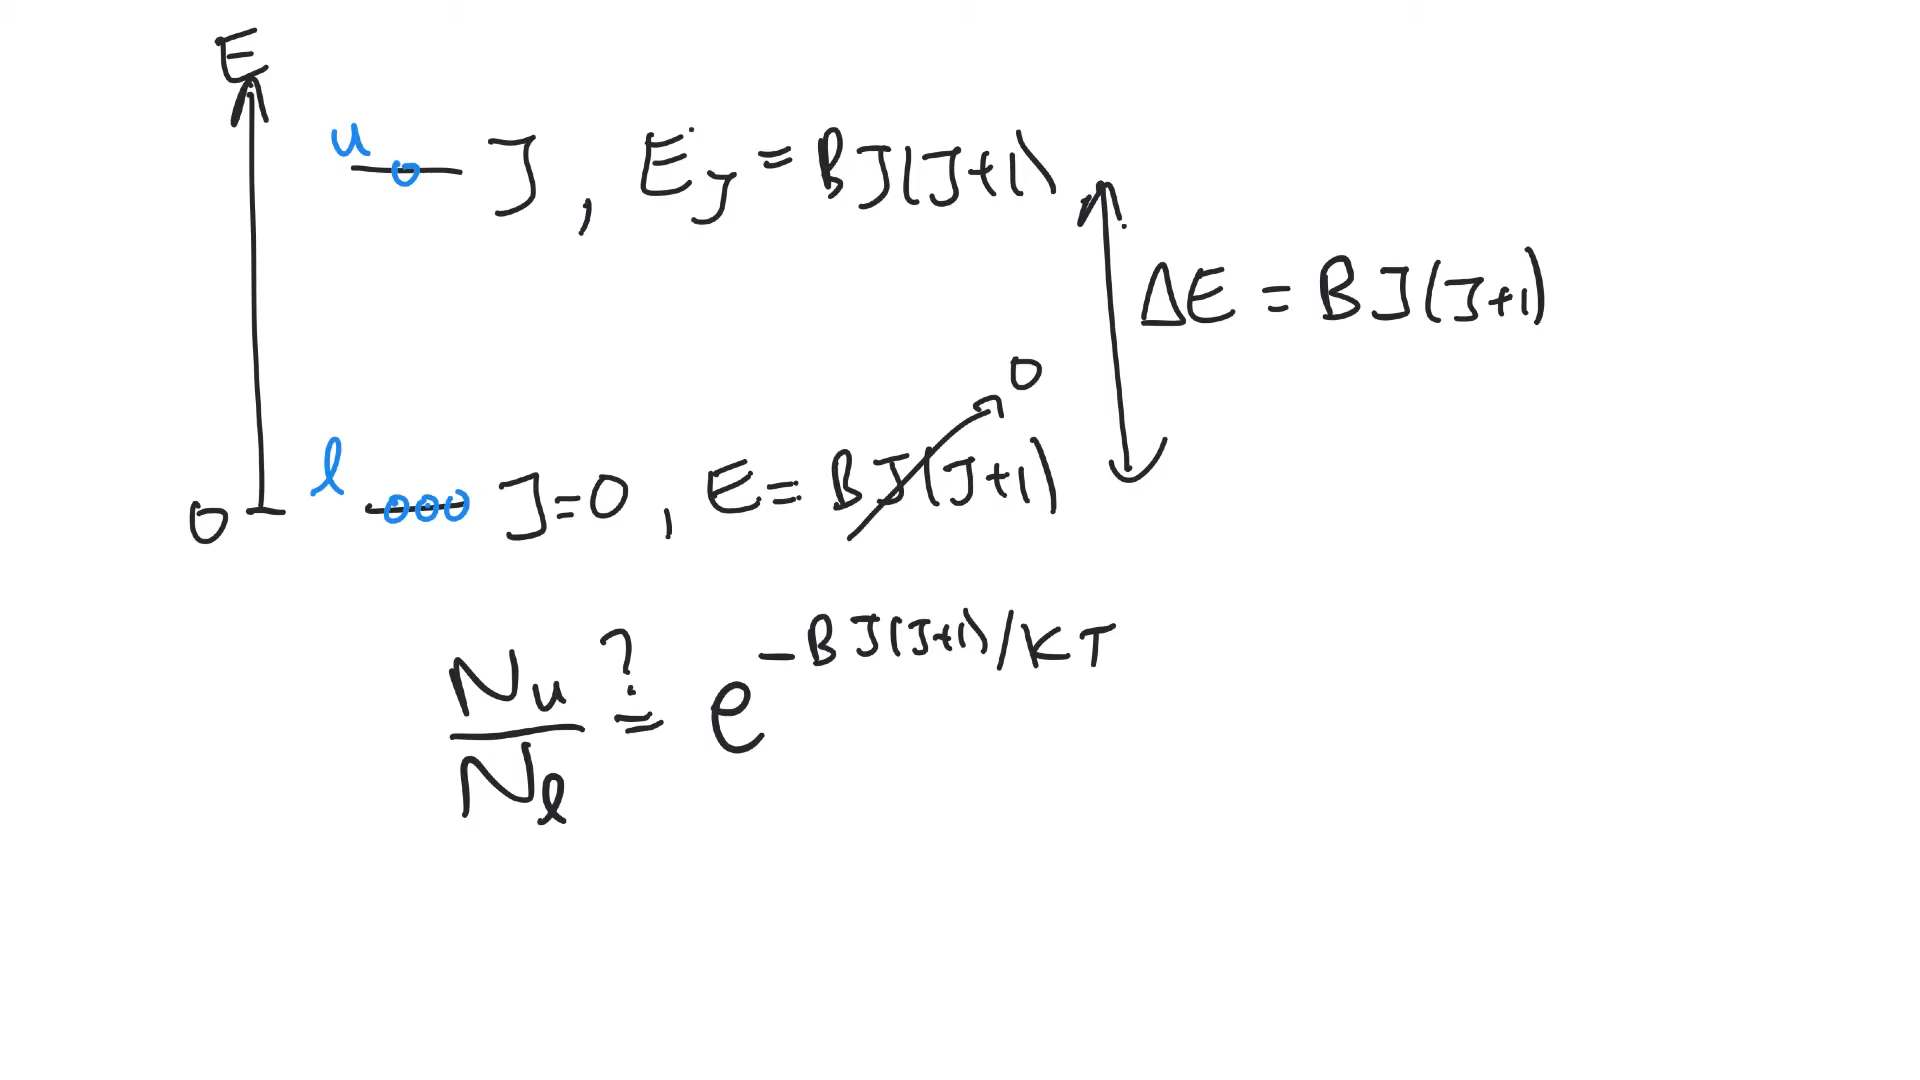 E
u J, E_J = BJ(J+1)
ΔE = BJ(J+1)
0
0 l J=0, E= BJ(J+1)
N_u/N_l ?= e^{-BJ(J+1)/KT}